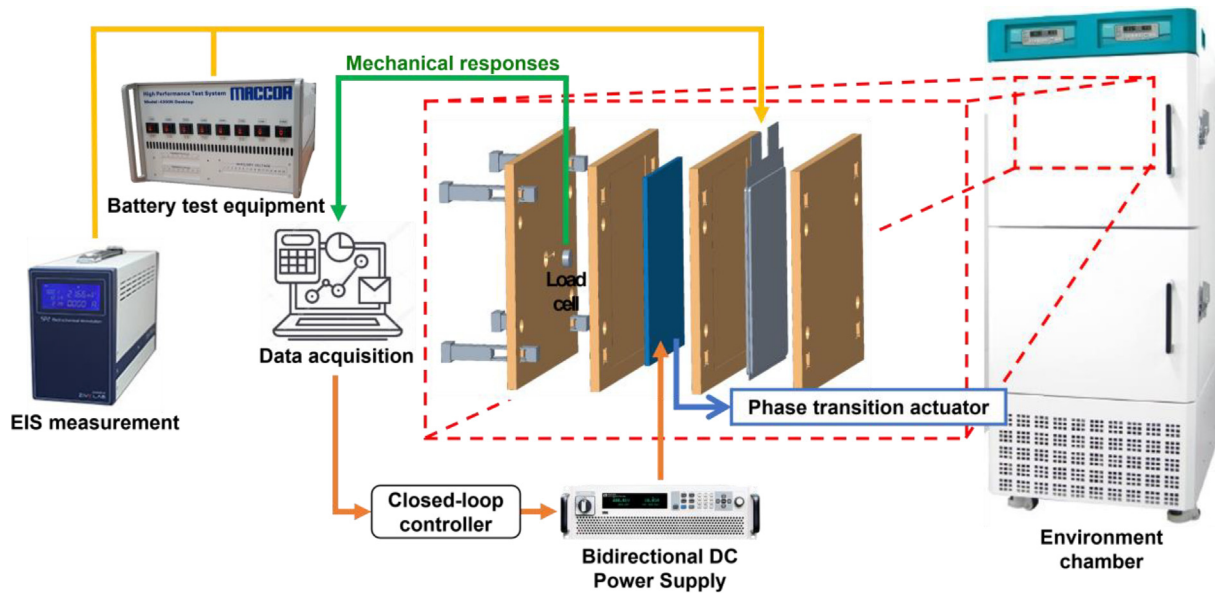 Mechanical responses
High Performance Test System
MACCOR
Battery test equipment
Load
cell
Data acquisition
EIS measurement
Phase transition actuator
Closed-loop
controller
Bidirectional DC
Power Supply
Environment
chamber